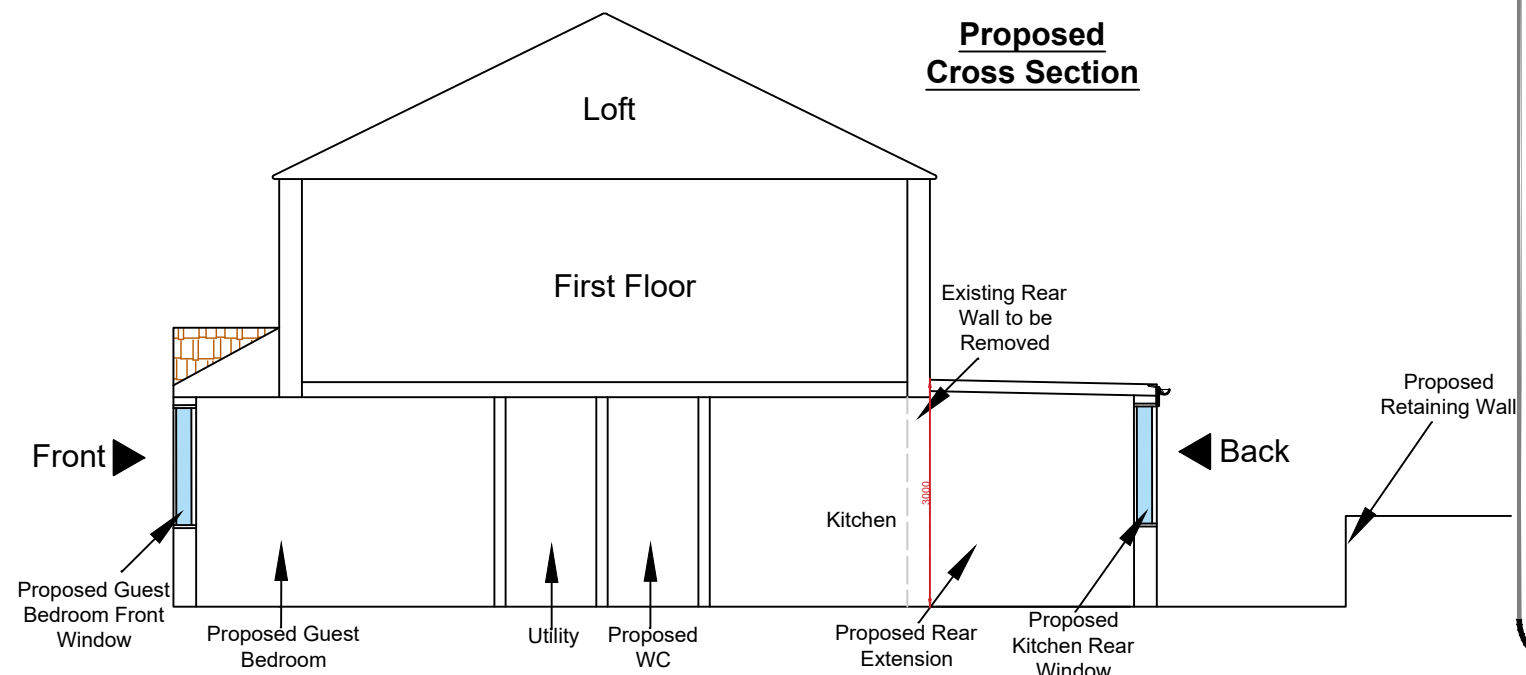 Proposed
Cross Section
Loft
First Floor
Existing Rear
Wall to be
Removed
Proposed
Retaining Wall
Front
Back
3000
Kitchen
Proposed Guest
Bedroom Front
Window
Proposed Guest
Bedroom
Utility
Proposed
WC
Proposed Rear
Extension
Proposed
Kitchen Rear
Window